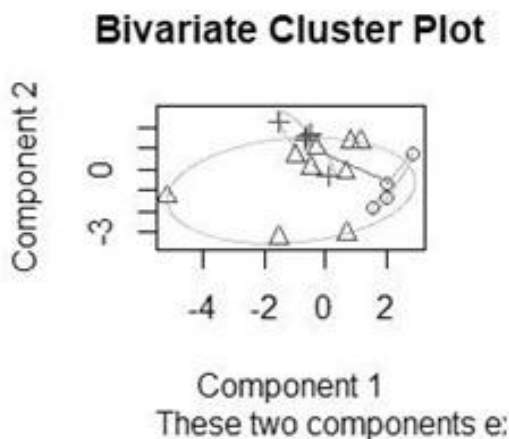 Bivariate Cluster Plot
Component 2
0
-3
-4 -2 0 2
Component 1
These two components e